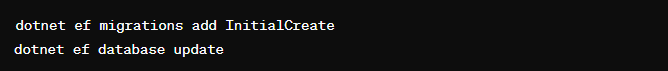 dotnet ef migrations add InitialCreate
dotnet ef database update